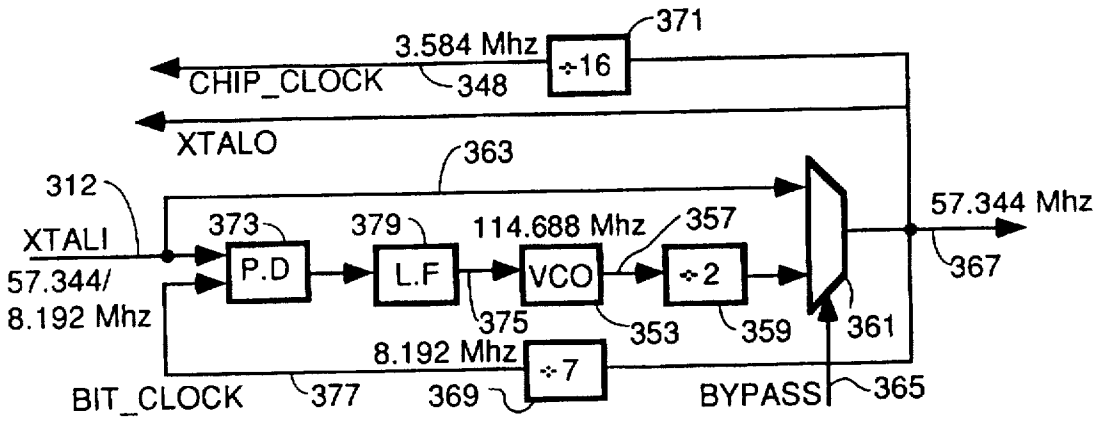 371
3.584 Mhz
÷16
CHIP_CLOCK
348
XTALO
363
312
373
379
114.688 Mhz
357
57.344 Mhz
XTALI
P.D
L.F
VCO
÷2
367
57.344/
8.192 Mhz
375
353
359
361
8.192 Mhz
÷7
BIT_CLOCK
377
369
BYPASS
365